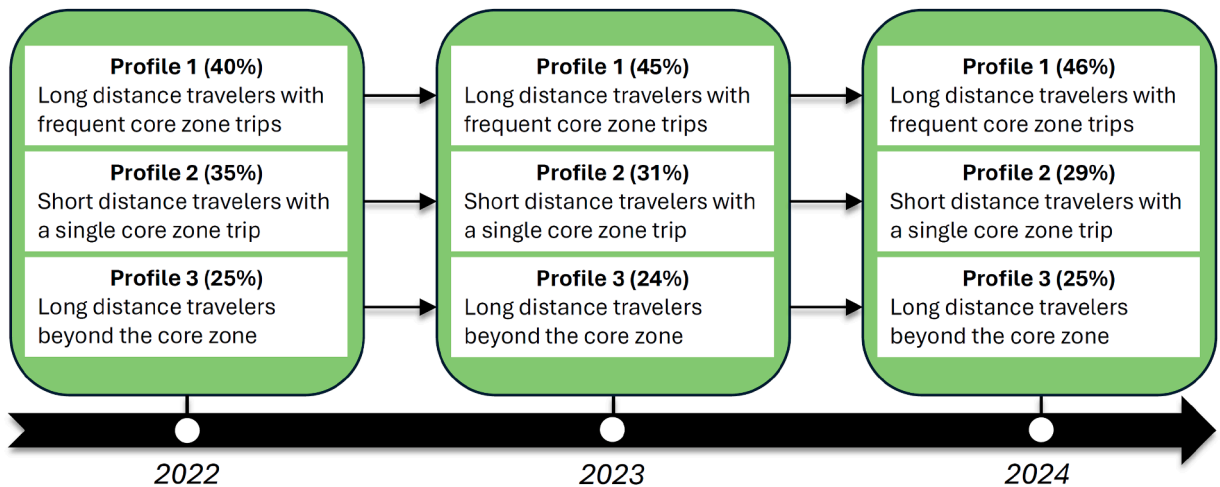 Profile 1 (40%)
Long distance travelers with
frequent core zone trips
Profile 2 (35%)
Short distance travelers with
a single core zone trip
Profile 3 (25%)
Long distance travelers
beyond the core zone
Profile 1 (45%)
Long distance travelers with
frequent core zone trips
Profile 2 (31%)
Short distance travelers with
a single core zone trip
Profile 3 (24%)
Long distance travelers
beyond the core zone
Profile 1 (46%)
Long distance travelers with
frequent core zone trips
Profile 2 (29%)
Short distance travelers with
a single core zone trip
Profile 3 (25%)
Long distance travelers
beyond the core zone
2022
2023
2024